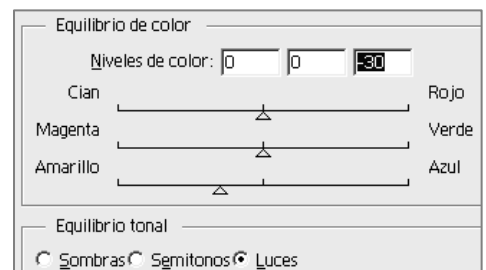 Equilibrio de color
Niveles de color: 0 0 -30
Cian Rojo
Magenta Verde
Amarillo Azul
Equilibrio tonal
Sombras Semitonos Luces